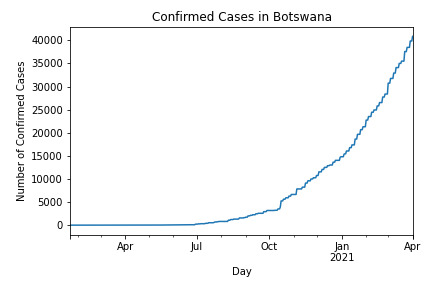 Confirmed Cases in Botswana
Number of Confirmed Cases
40000
35000
30000
25000
20000
15000
10000
5000
0
Apr
Jul
Oct
Jan
2021
Apr
Day